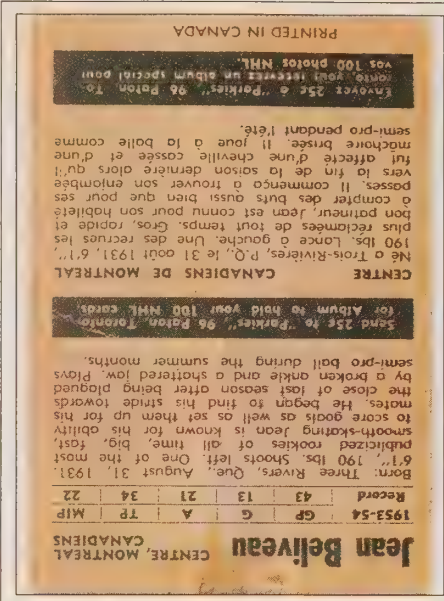 Jean Beliveau
CENTRE, MONTREAL
CANADIENS
1953-54 GP G A TP MIP
Record 43 13 21 34 22
Born: Three Rivers, Que., August 31, 1931.
6'1", 190 lbs. Shoots left. One of the most
publicized rookies of all time, big, fast,
smooth-skating Jean is known for his ability
to score goals as well as set them up for his
mates. He began to find his stride towards
the close of last season after being plagued
by a broken ankle and a shattered jaw. Plays
semi-pro ball during the summer months.
Send 25c to "Parkies", 96 Paton, Toronto
for Album to hold your 100 NHL cards.
CENTRE CANADIENS DE MONTREAL
Né a Trois-Rivières, P.Q., le 31 août 1931, 6'1",
190 lbs. Lance à gauche. Une des recrues les
plus réclamées de tout temps. Gros, rapide et
bon patineur, Jean est connu pour son habileté
à compter des buts aussi bien que pour ses
passes. Il commença à trouver son enjambée
vers la fin de la saison dernière alors qu'il
fut affecté d'une cheville cassée et d'une
mâchoire brisée. Il joue à la balle comme
semi-pro pendant l'été.
Envoyez 25c à "Parkies", 96 Paton, To-
ronto, vous recevrez un album special pour
vos 100 photos NHL.
PRINTED IN CANADA